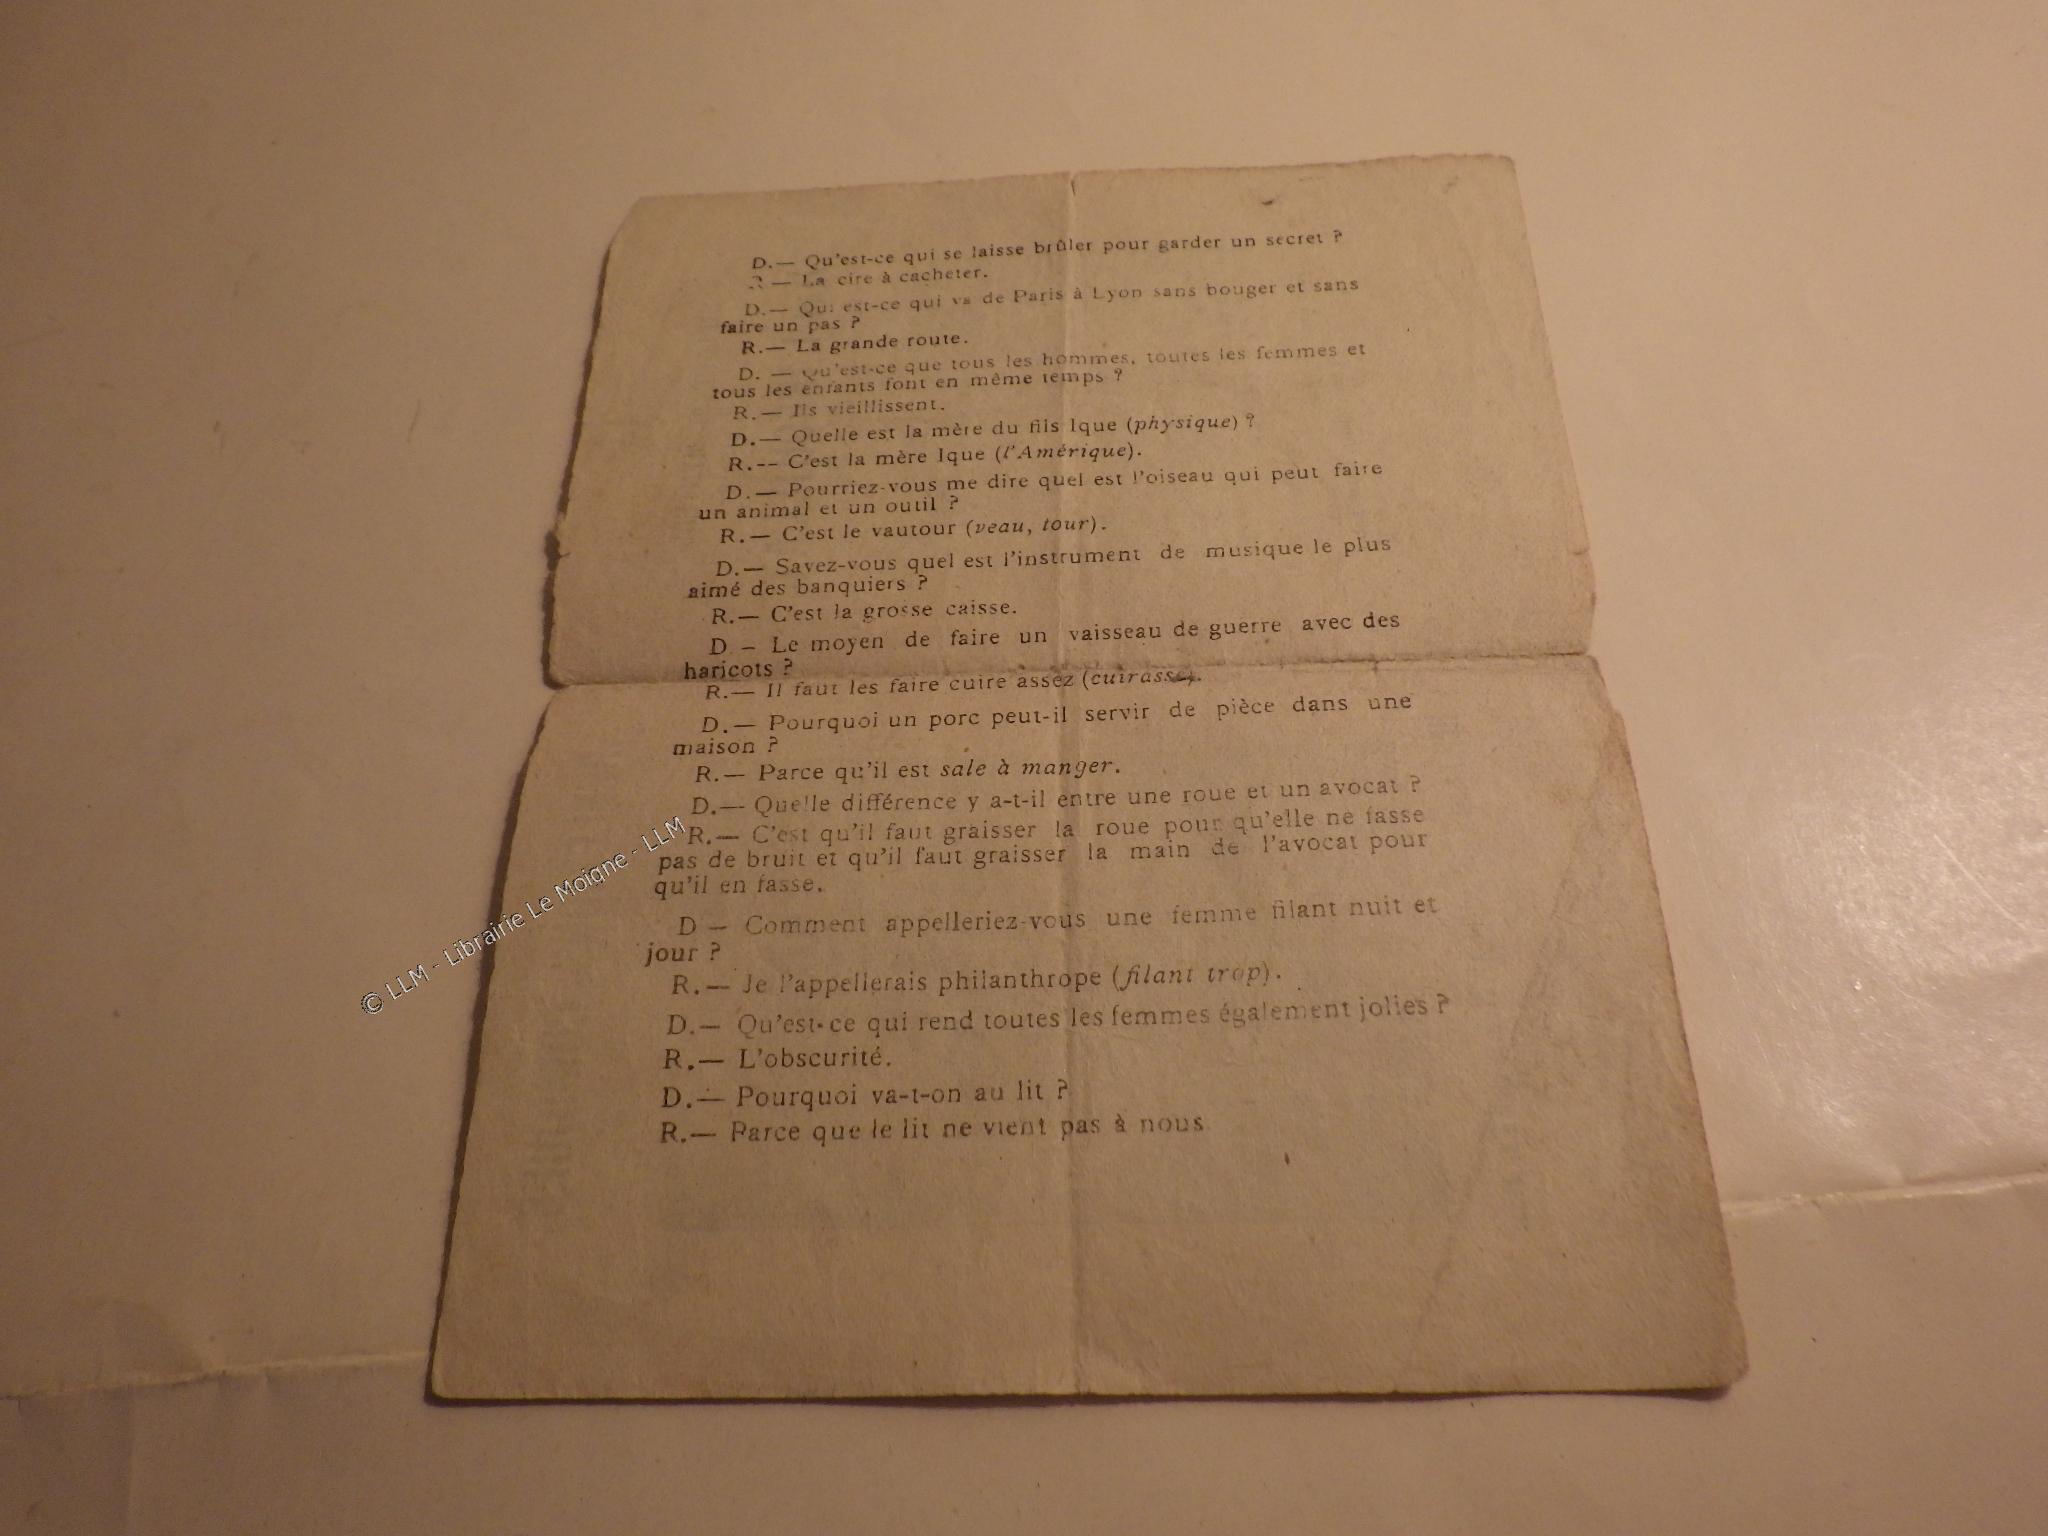 D.— Qu'est-ce qui se laisse brûler pour garder un secret ?
R — La cire à cacheter.
D.— Qui est-ce qui va de Paris à Lyon sans bouger et sans
faire un pas ?
R.— La grande route.
D. — Qu'est-ce que tous les hommes, toutes les femmes et
tous les enfants font en même temps ?
R.— Ils vieillissent.
D.— Quelle est la mère du fils Ique (physique) ?
R.-- C'est la mère Ique (l'Amérique).
D.— Pourriez-vous me dire quel est l'oiseau qui peut faire
un animal et un outil ?
R.— C'est le vautour (veau, tour).
D.— Savez-vous quel est l'instrument de musique le plus
aimé des banquiers ?
R.— C'est la grosse caisse.
D – Le moyen de faire un vaisseau de guerre avec des
haricots ?
R.— Il faut les faire cuire assez (cuirassé).
D.— Pourquoi un porc peut-il servir de pièce dans une
maison ?
R.— Parce qu'il est sale à manger.
D.— Quelle différence y a-t-il entre une roue et un avocat ?
R.— C'est qu'il faut graisser la roue pour qu'elle ne fasse
pas de bruit et qu'il faut graisser la main de l'avocat pour
qu'il en fasse.
D — Comment appelleriez-vous une femme filant nuit et
jour ?
R.— Je l'appellerais philanthrope (filant trop).
D.— Qu'est-ce qui rend toutes les femmes également jolies ?
R.— L'obscurité.
D.— Pourquoi va-t-on au lit ?
R.— Parce que le lit ne vient pas à nous
© LLM - Librairie Le Moigne - LLM